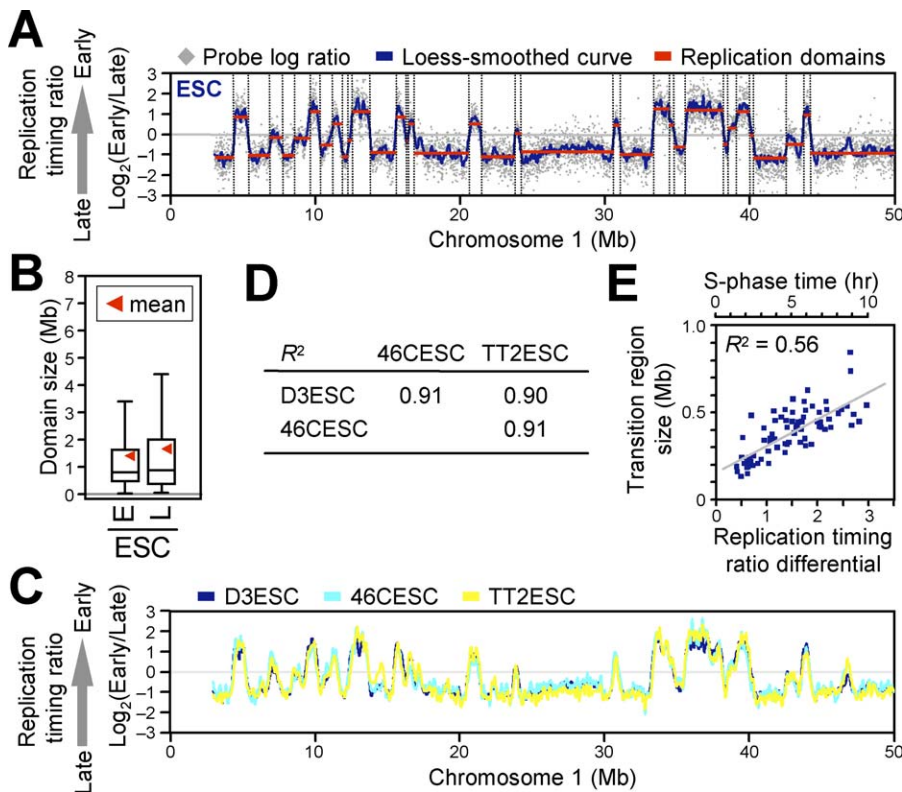 A
Probe log ratio Loess-smoothed curve Replication domains
Replication
timing ratio
Late Early
Log2(Early/Late)
3
2
1
0
−1
−2
−3
ESC
0 10 20 30 40 50
Chromosome 1 (Mb)
B
Domain size (Mb)
8
7
6
5
4
3
2
1
0
mean
E L
ESC
D
R² 46CESC TT2ESC
D3ESC 0.91 0.90
46CESC 0.91
E
S-phase time (hr)
0 5 10
Transition region
size (Mb)
1.0
0.5
0
R² = 0.56
0 1 2 3
Replication timing
ratio differential
C
D3ESC 46CESC TT2ESC
Replication
timing ratio
Late Early
Log2(Early/Late)
3
2
1
0
−1
−2
−3
0 10 20 30 40 50
Chromosome 1 (Mb)